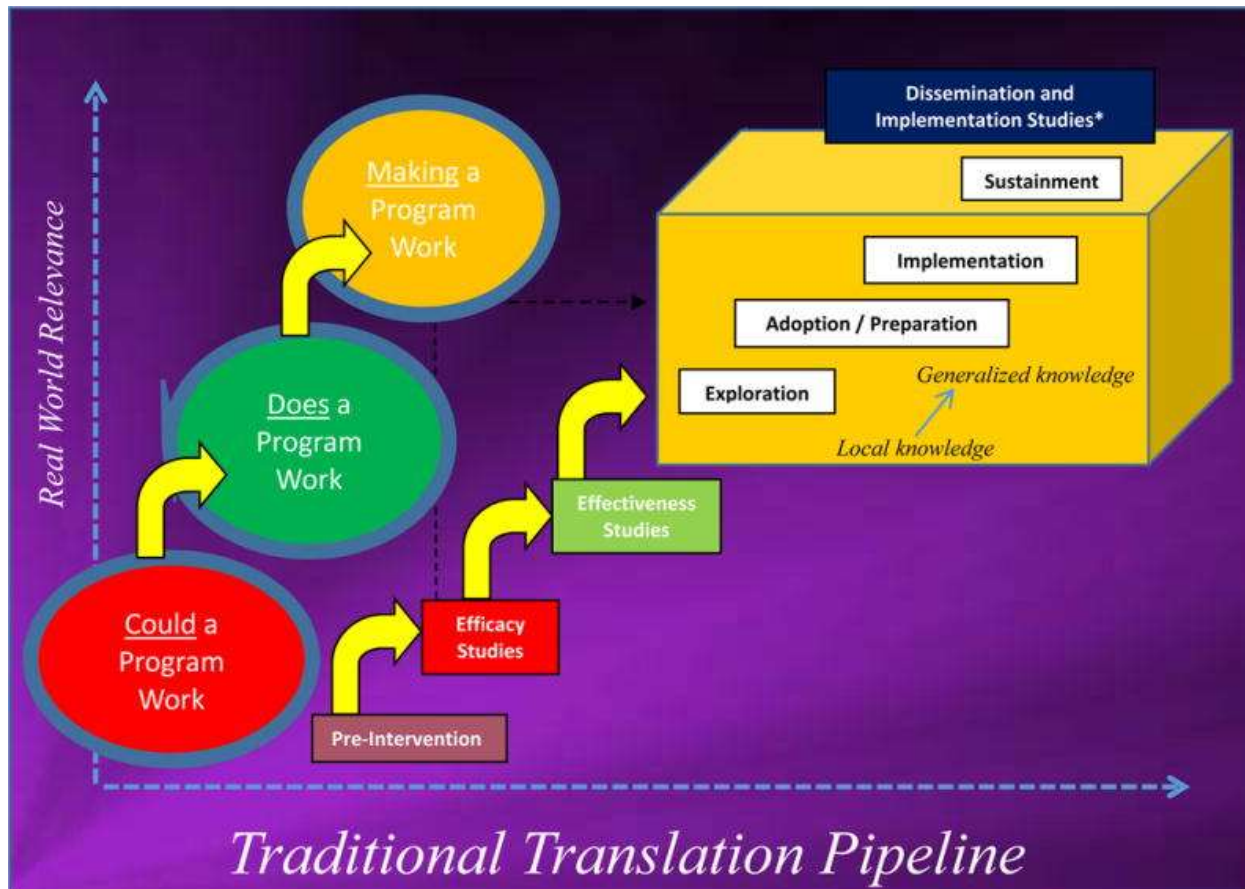 Dissemination and
Implementation Studies*
Sustainment
Making a
Program
Work
Implementation
Adoption / Preparation
Generalized knowledge
Exploration
Local knowledge
Real World Relevance
Does a
Program
Work
Effectiveness
Studies
Could a
Program
Work
Efficacy
Studies
Pre-Intervention
Traditional Translation Pipeline